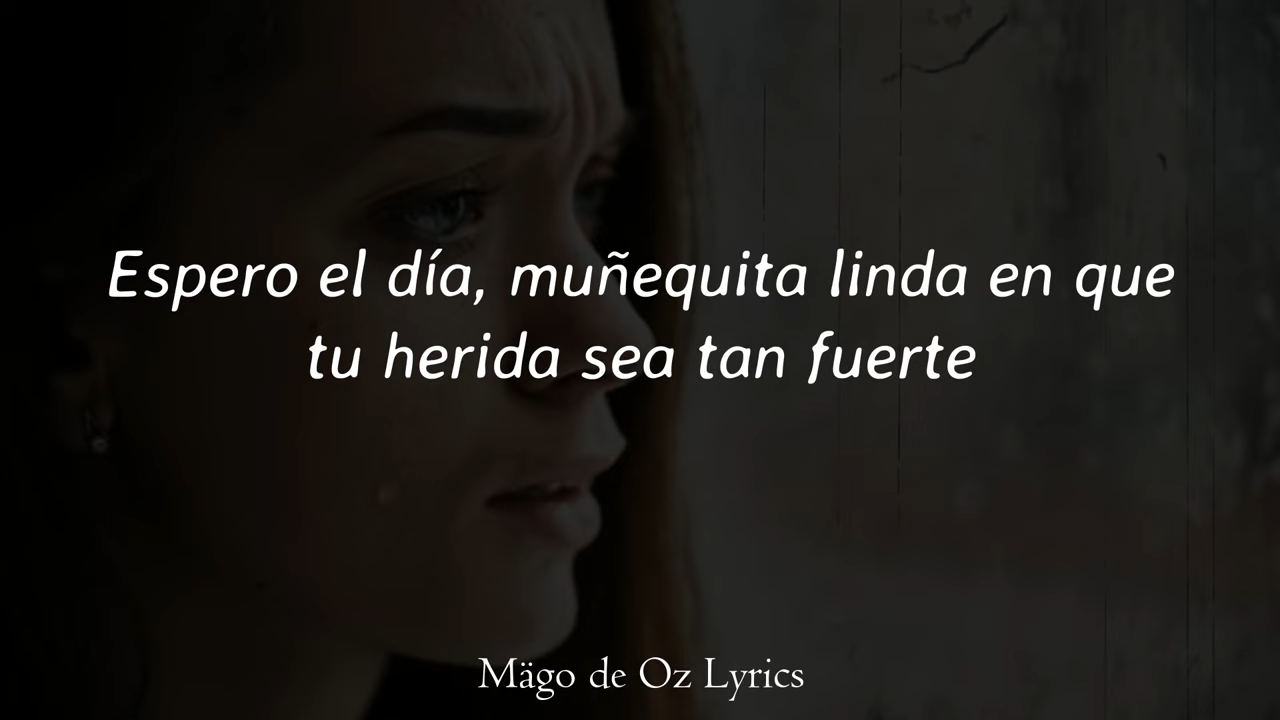 Espero el día, muñequita linda en que
tu herida sea tan fuerte
Mägo de Oz Lyrics